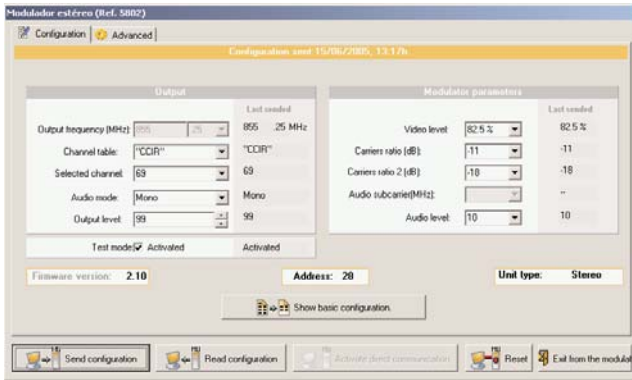 Modulador estéreo (Ref. 5802)
Configuration Advanced
Configuration sent 15/06/2005, 13:17h.
Output
Last sended
Output frequency (MHz): 855 .25 855 .25 MHz
Channel table: "CCIR" "CCIR"
Selected channel: 69 69
Audio mode: Mono Mono
Output level: 99 99
Test mode: Activated Activated
Modulator parameters
Last sended
Video level: 82.5 % 82.5 %
Carriers ratio (dB): -11 -11
Carriers ratio 2 (dB): -18 -18
Audio subcarrier(MHz): --
Audio level: 10 10
Firmware version: 2.10
Address: 20
Unit type: Stereo
Show basic configuration.
Send configuration
Read configuration
Activate direct communication
Reset
Exit from the modulat